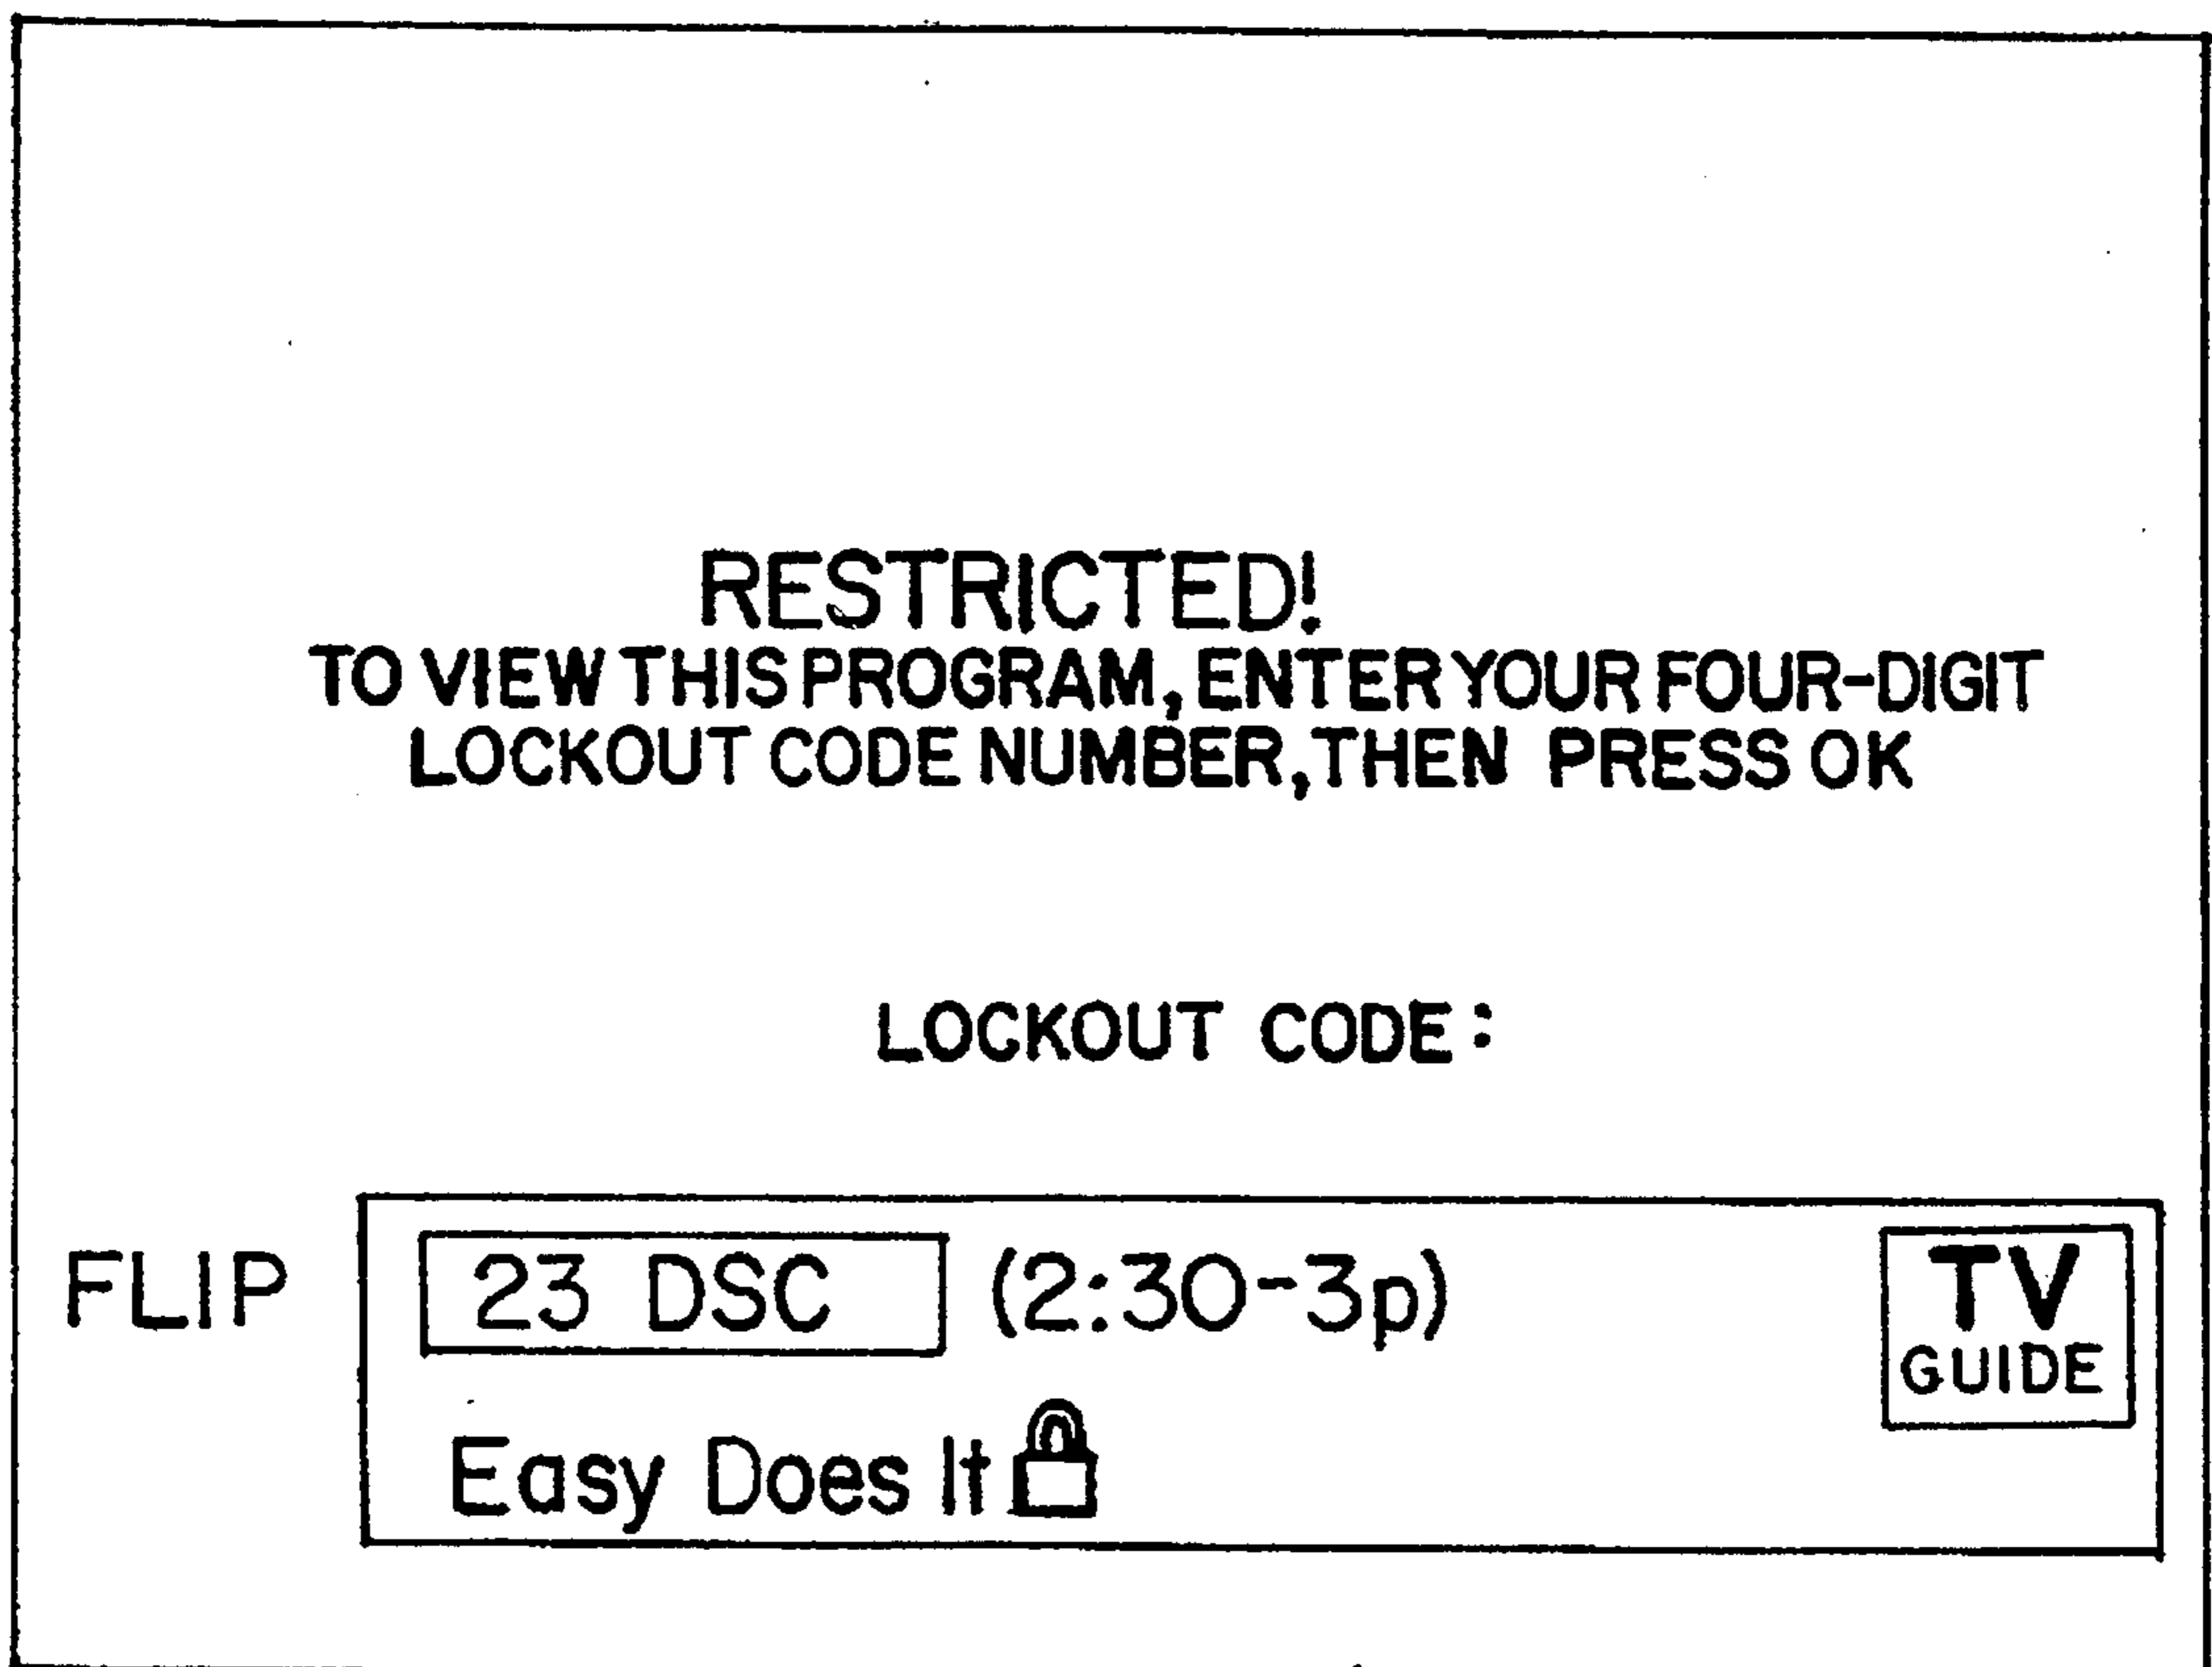 RESTRICTED!
TO VIEW THIS PROGRAM, ENTER YOUR FOUR-DIGIT
LOCKOUT CODE NUMBER, THEN PRESS OK
LOCKOUT CODE:
FLIP
23 DSC (2:30-3p)
TV
GUIDE
Easy Does It